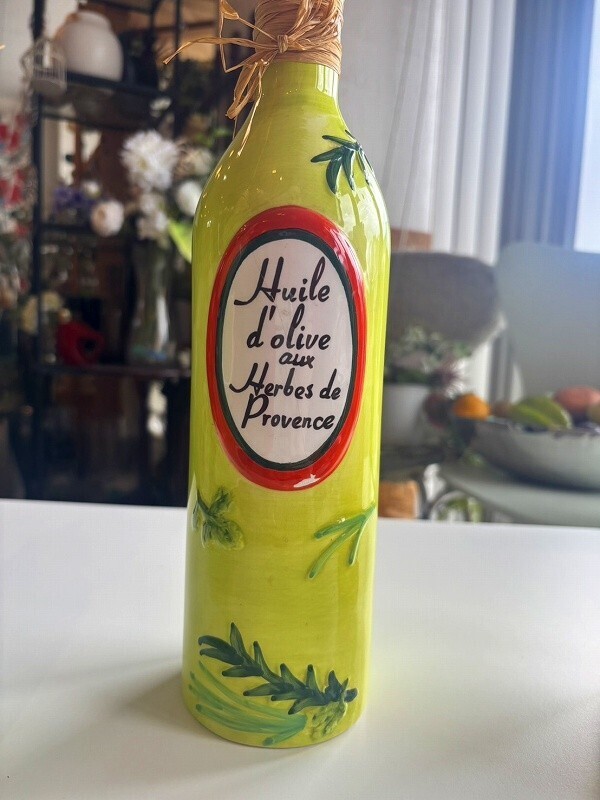 Huile
d'olive
aux
Herbes de
Provence